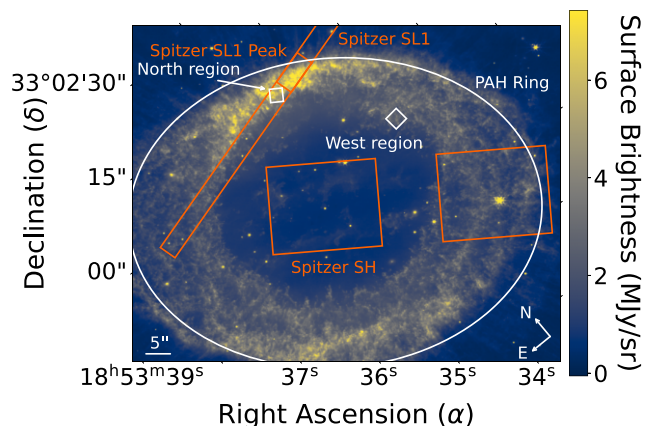 Spitzer SL1 Peak
Spitzer SL1
North region
PAH Ring
West region
Spitzer SH
N
E
5"
33°02'30"
15"
00"
18ʰ53ᵐ39ˢ
37ˢ
36ˢ
35ˢ
34ˢ
Right Ascension (α)
Declination (δ)
6
4
2
0
Surface Brightness (MJy/sr)